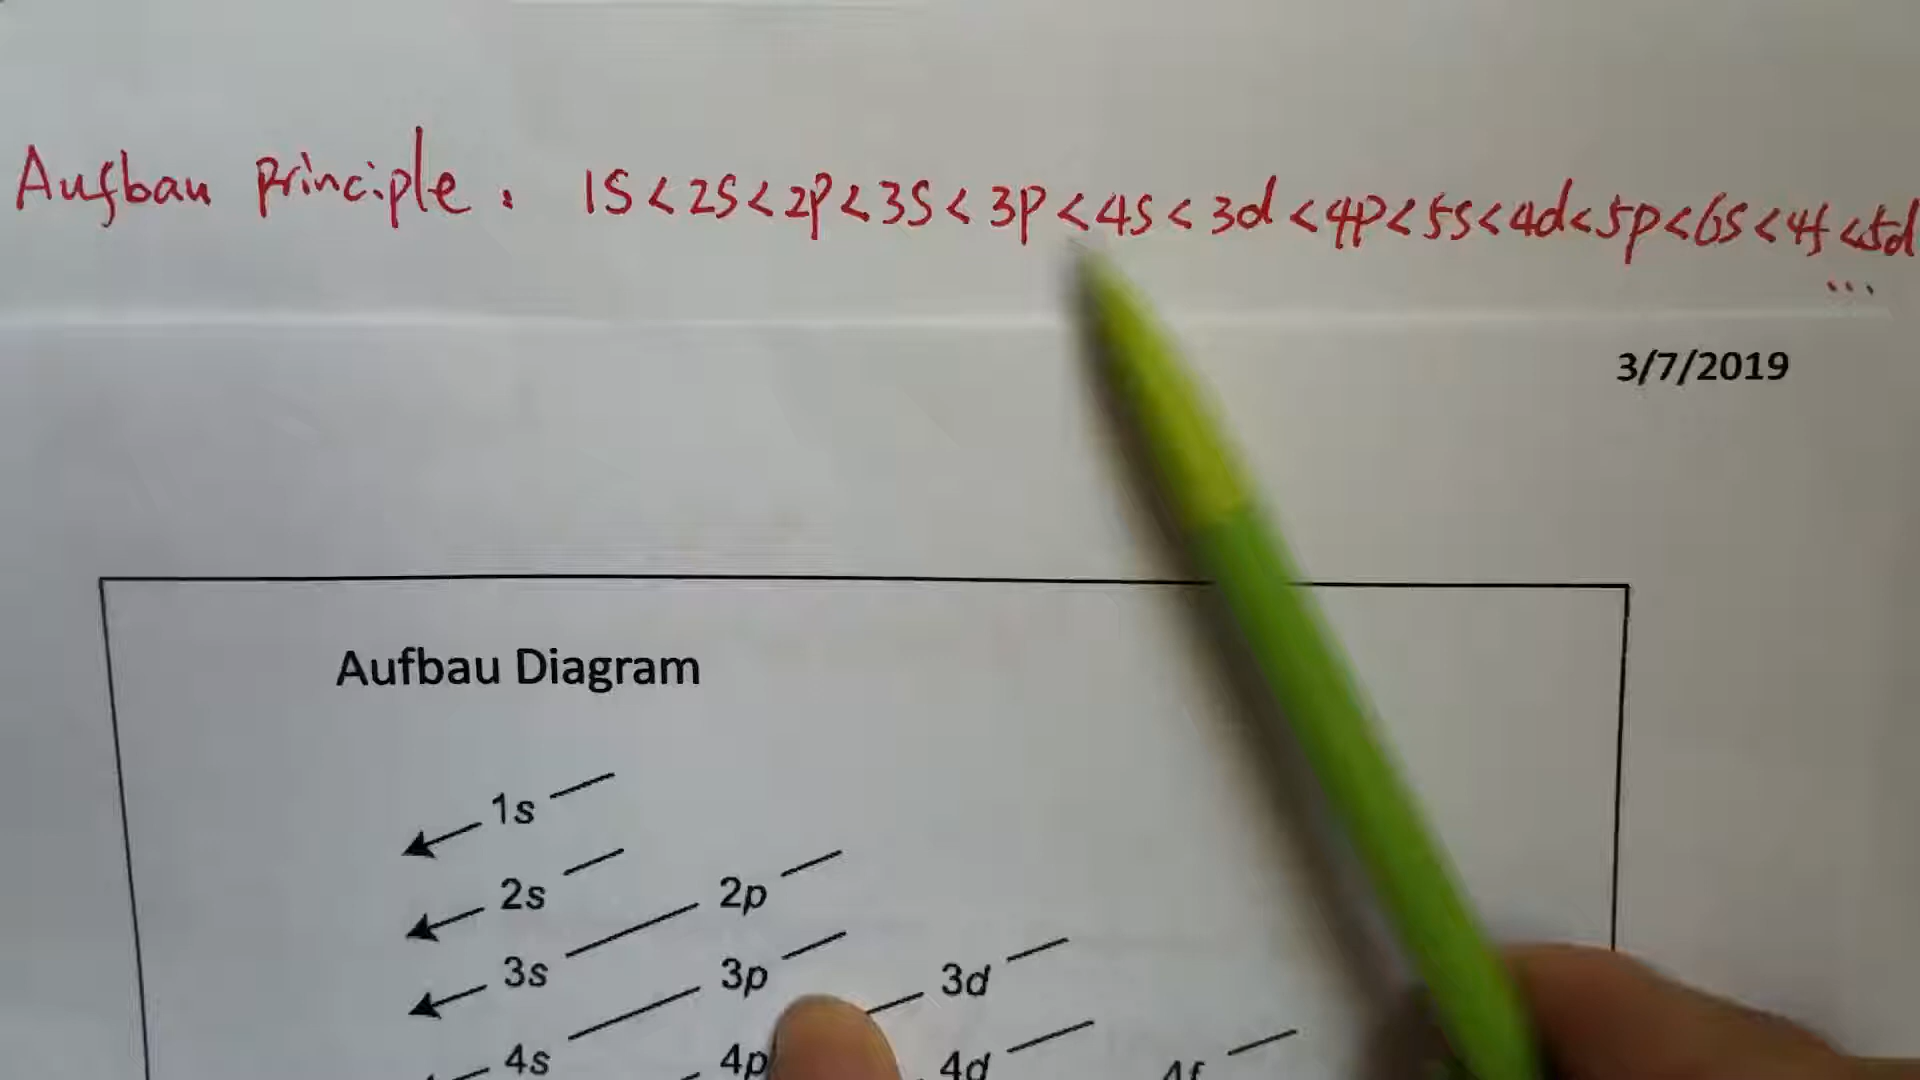 Aufbau principle: 1S < 2S < 2p < 3S < 3p < 4s < 3d < 4p < 5s < 4d < 5p < 6s < 4f < 5d
...
3/7/2019
Aufbau Diagram
1s
2s 2p
3s 3p 3d
4s 4p 4d 4f